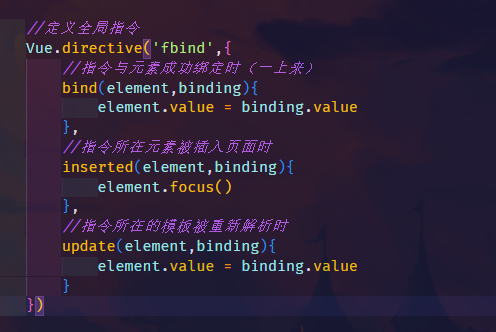 //定义全局指令
Vue.directive('fbind',{
//指令与元素成功绑定时（一上来）
bind(element,binding){
element.value = binding.value
},
//指令所在元素被插入页面时
inserted(element,binding){
element.focus()
},
//指令所在的模板被重新解析时
update(element,binding){
element.value = binding.value
}
})